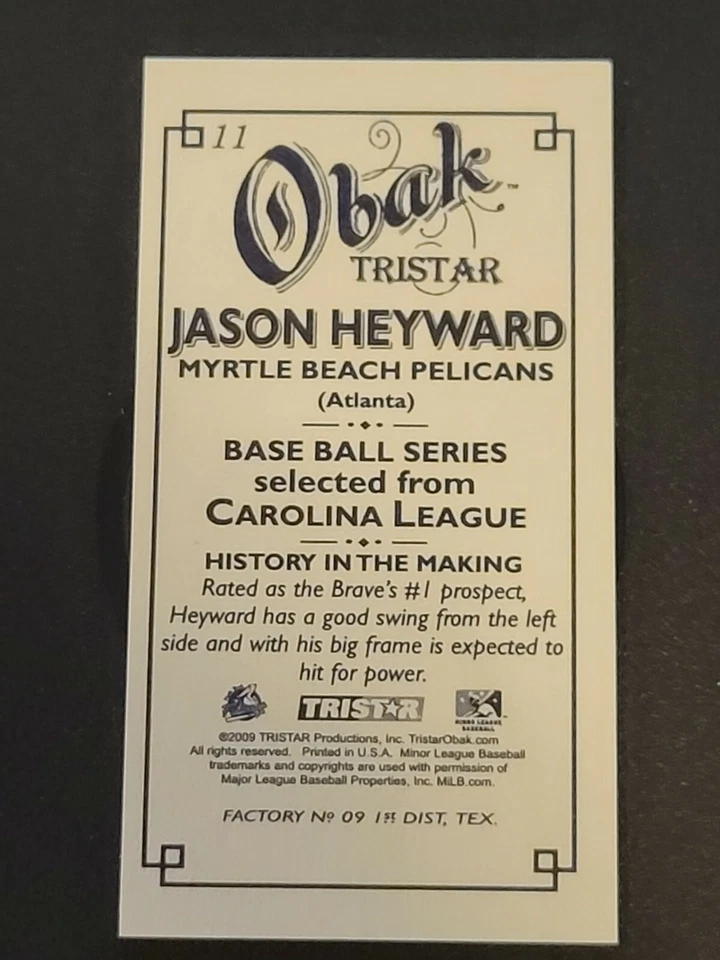 11
Obak™
TRISTAR
JASON HEYWARD
MYRTLE BEACH PELICANS
(Atlanta)
BASE BALL SERIES
selected from
CAROLINA LEAGUE
HISTORY IN THE MAKING
Rated as the Brave's #1 prospect,
Heyward has a good swing from the left
side and with his big frame is expected to
hit for power.
TRISTAR
MINOR LEAGUE
BASEBALL
©2009 TRISTAR Productions, Inc. TristarObak.com
All rights reserved. Printed in U.S.A. Minor League Baseball
trademarks and copyrights are used with permission of
Major League Baseball Properties, Inc. MiLB.com.
FACTORY Nº 09 1ST DIST, TEX.